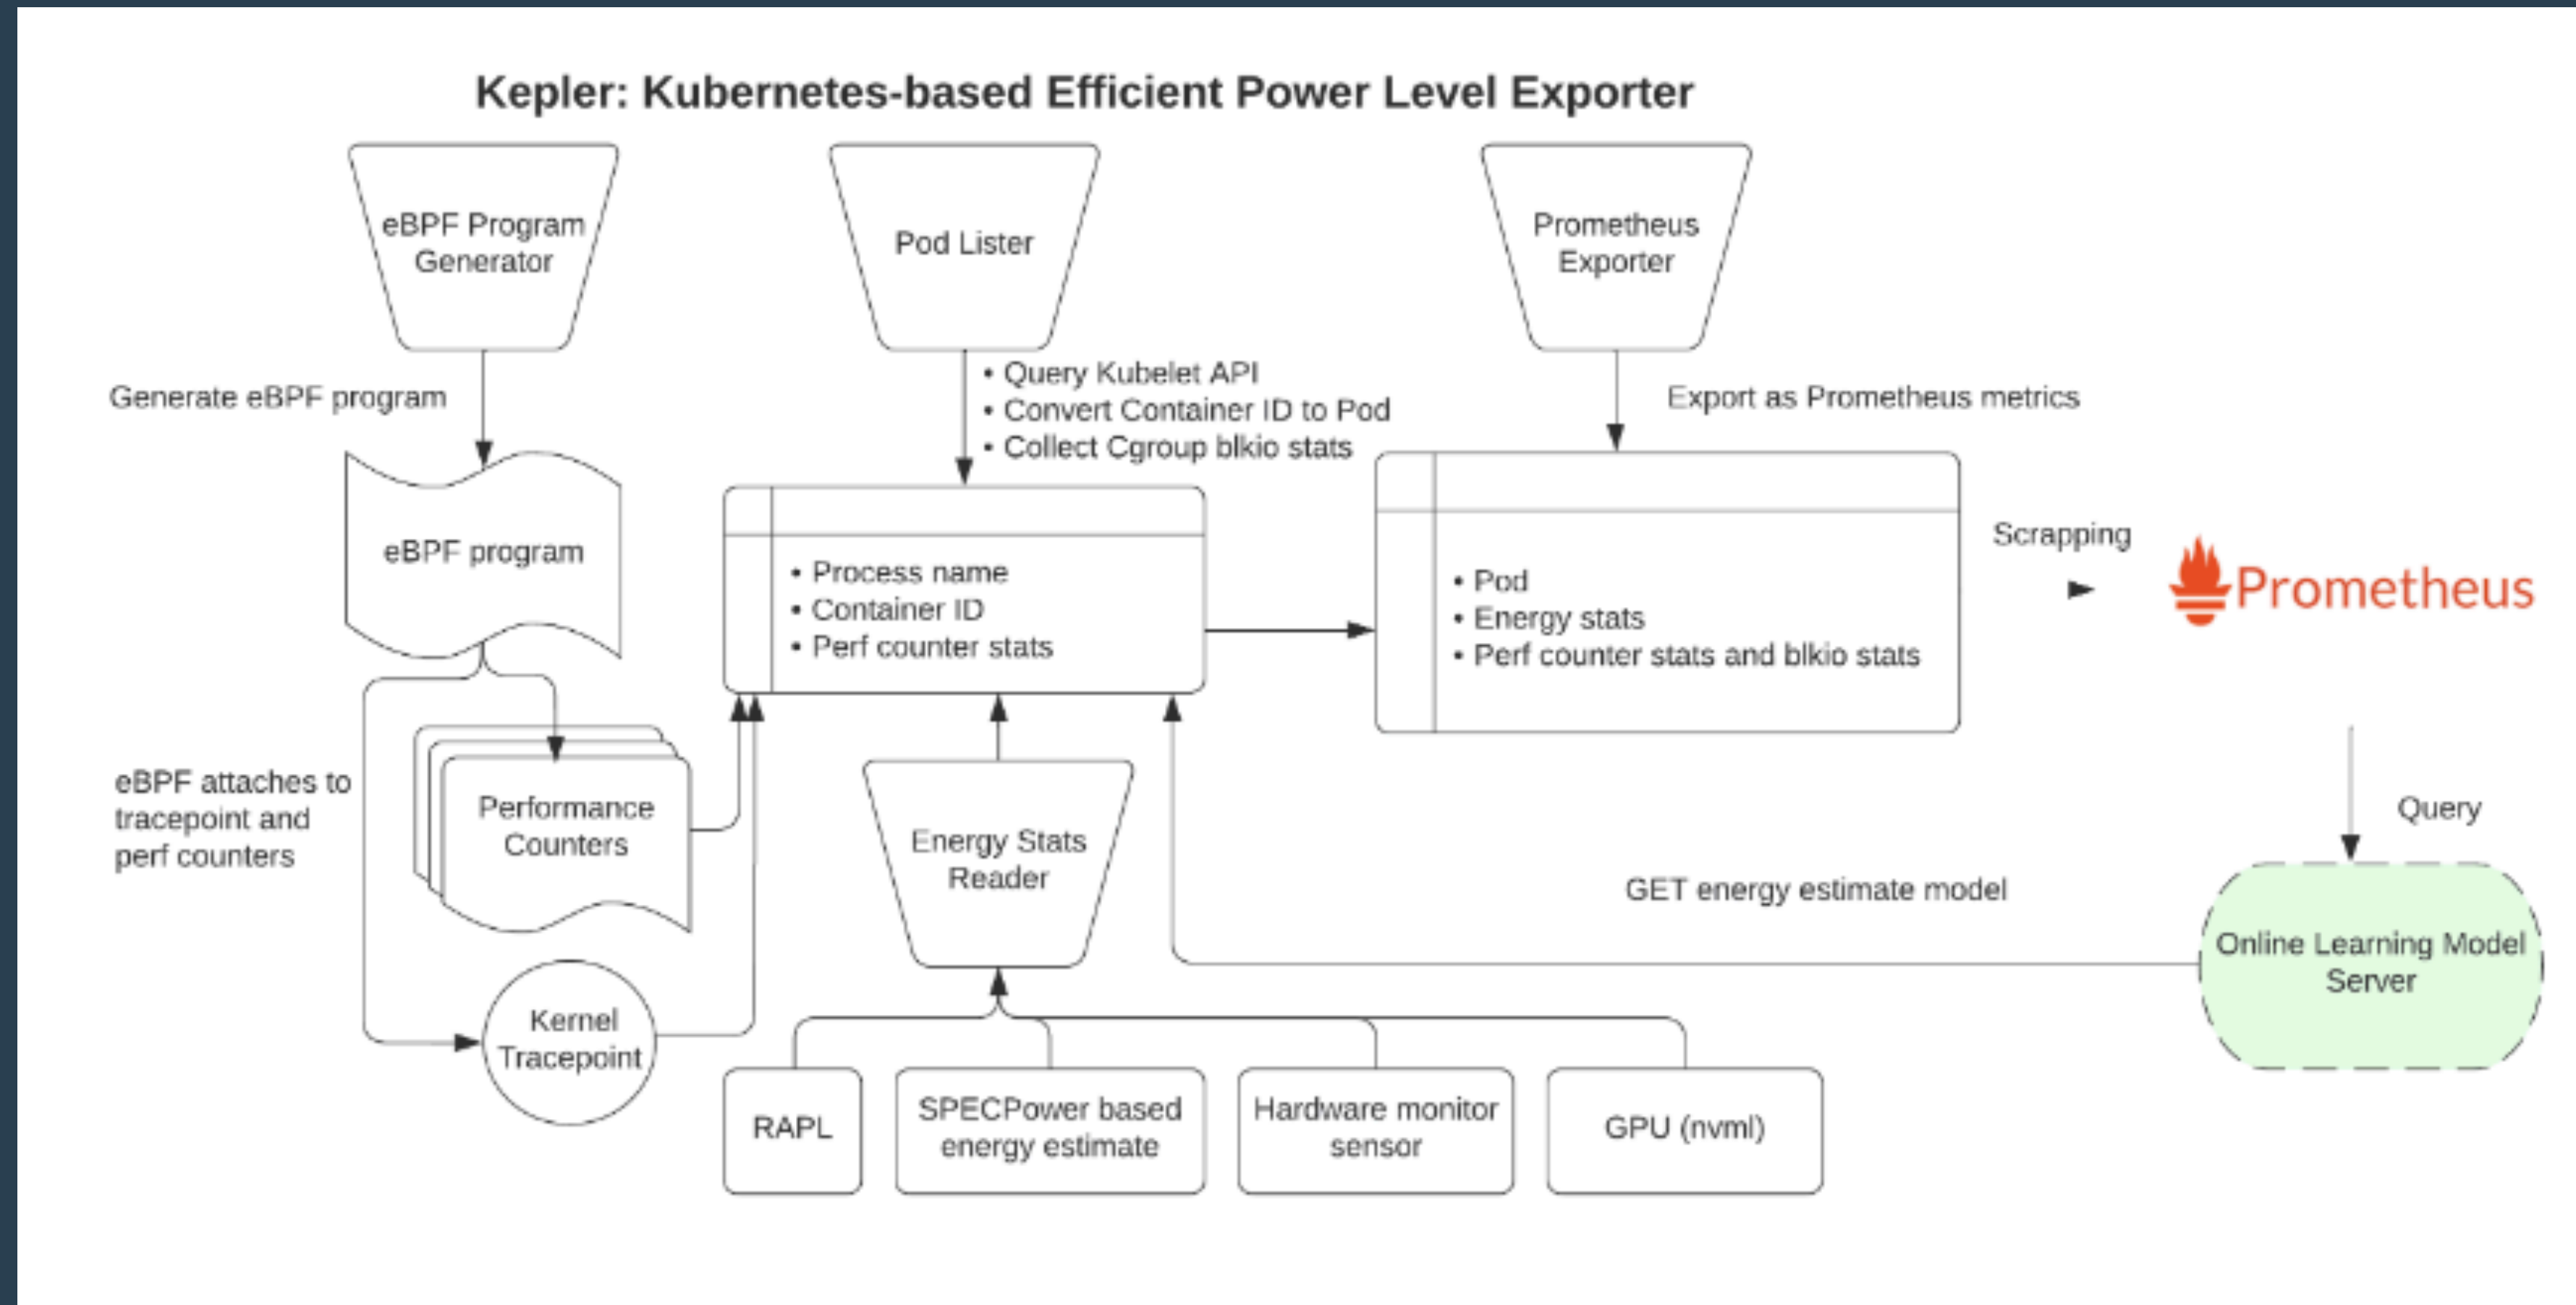 Kepler: Kubernetes-based Efficient Power Level Exporter
eBPF Program
Generator
Pod Lister
Prometheus
Exporter
Generate eBPF program
• Query Kubelet API
• Convert Container ID to Pod
• Collect Cgroup blkio stats
Export as Prometheus metrics
eBPF program
• Process name
• Container ID
• Perf counter stats
• Pod
• Energy stats
• Perf counter stats and blkio stats
Scrapping
Prometheus
eBPF attaches to
tracepoint and
perf counters
Performance
Counters
Energy Stats
Reader
Query
GET energy estimate model
Online Learning Model
Server
Kernel
Tracepoint
RAPL
SPECPower based
energy estimate
Hardware monitor
sensor
GPU (nvml)